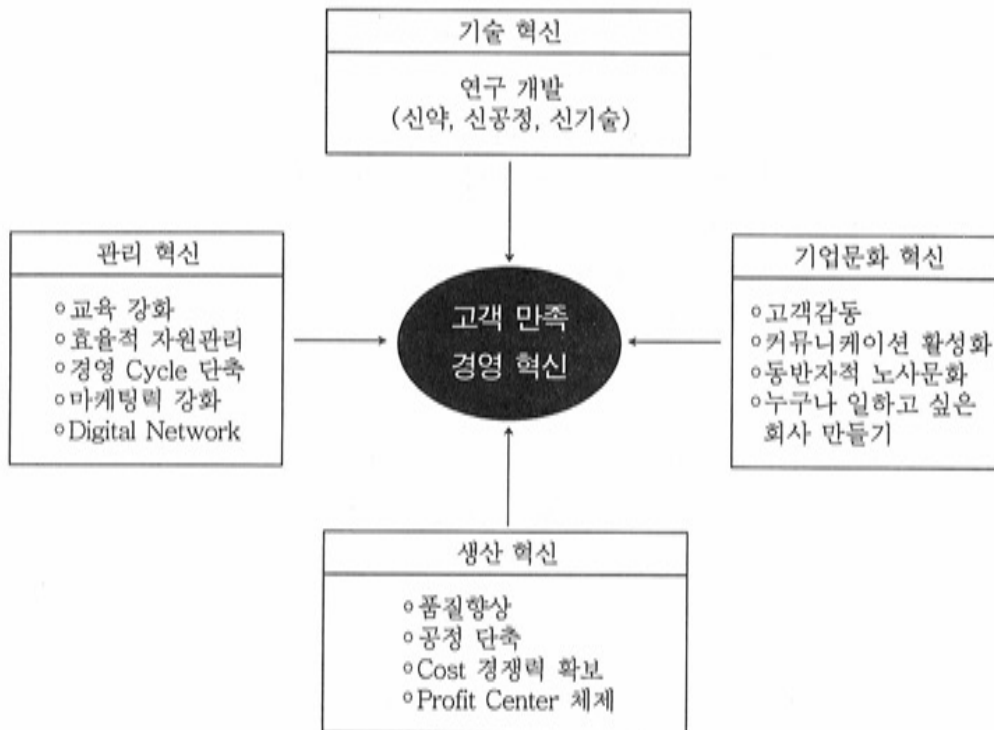 기술 혁신
연구 개발
(신약, 신공정, 신기술)
관리 혁신
○교육 강화
○효율적 자원관리
○경영 Cycle 단축
○마케팅력 강화
○Digital Network
고객 만족
경영 혁신
기업문화 혁신
○고객감동
○커뮤니케이션 활성화
○동반자적 노사문화
○누구나 일하고 싶은
회사 만들기
생산 혁신
○품질향상
○공정 단축
○Cost 경쟁력 확보
○Profit Center 체제